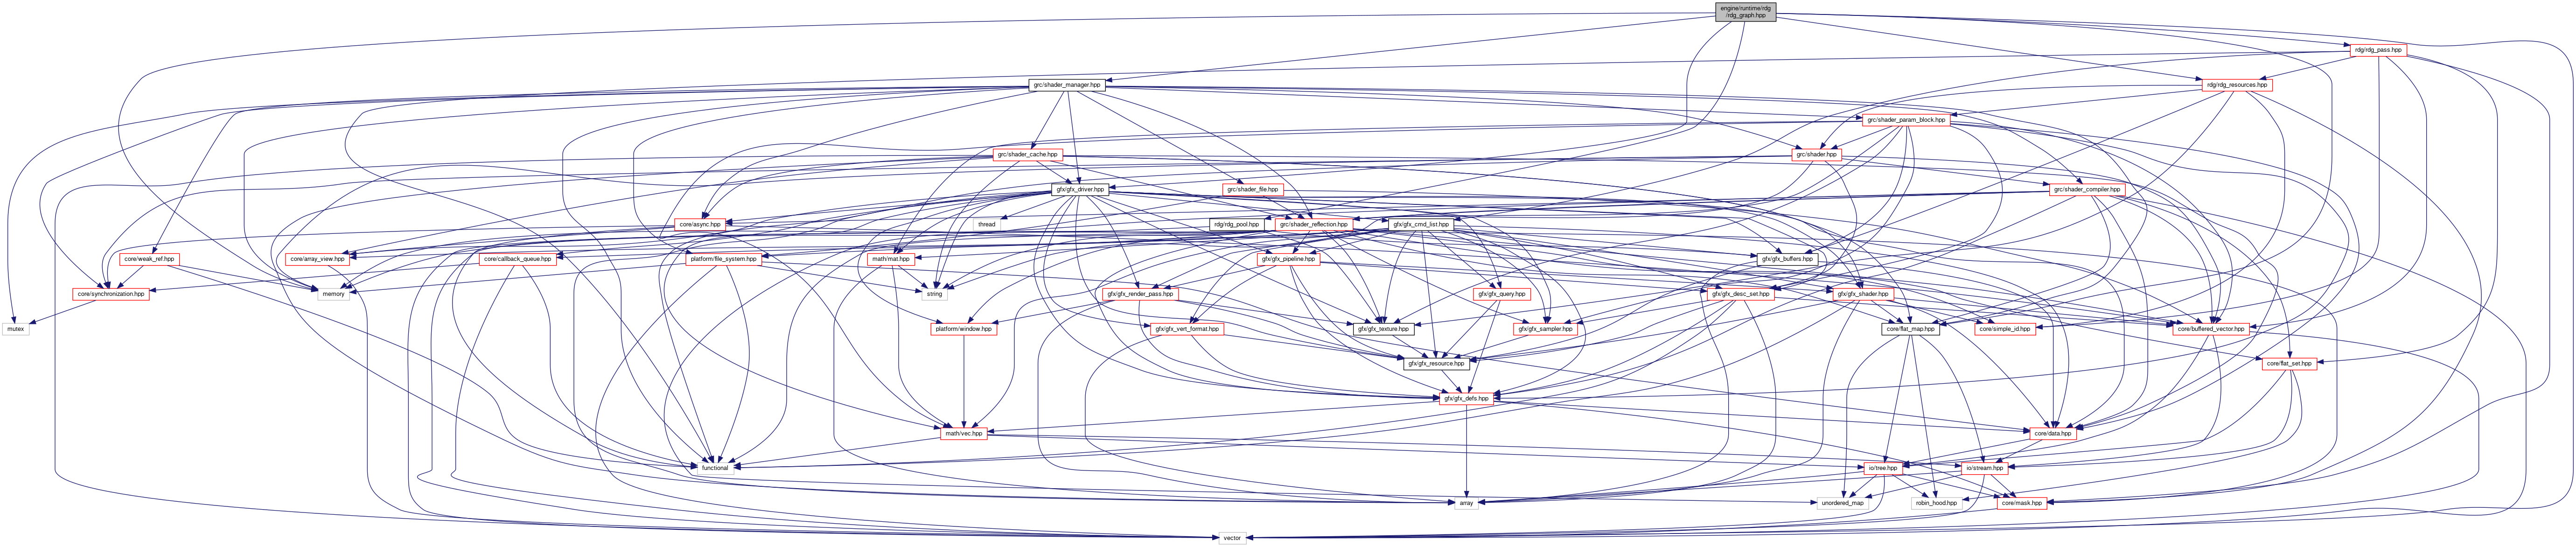 engine/runtime/rdg
/rdg_graph.hpp
rdg/rdg_pass.hpp
grc/shader_manager.hpp
rdg/rdg_resources.hpp
grc/shader_param_block.hpp
grc/shader_cache.hpp
grc/shader.hpp
gfx/gfx_driver.hpp
grc/shader_file.hpp
grc/shader_compiler.hpp
core/async.hpp
thread
rdg/rdg_pool.hpp
grc/shader_reflection.hpp
gfx/gfx_cmd_list.hpp
core/weak_ref.hpp
core/array_view.hpp
core/callback_queue.hpp
platform/file_system.hpp
math/mat.hpp
gfx/gfx_pipeline.hpp
gfx/gfx_buffers.hpp
core/synchronization.hpp
memory
string
gfx/gfx_render_pass.hpp
gfx/gfx_query.hpp
gfx/gfx_desc_set.hpp
gfx/gfx_shader.hpp
mutex
platform/window.hpp
gfx/gfx_vert_format.hpp
gfx/gfx_texture.hpp
gfx/gfx_sampler.hpp
core/flat_map.hpp
core/simple_id.hpp
core/buffered_vector.hpp
gfx/gfx_resource.hpp
core/flat_set.hpp
gfx/gfx_defs.hpp
math/vec.hpp
core/data.hpp
functional
io/tree.hpp
io/stream.hpp
array
unordered_map
robin_hood.hpp
core/mask.hpp
vector